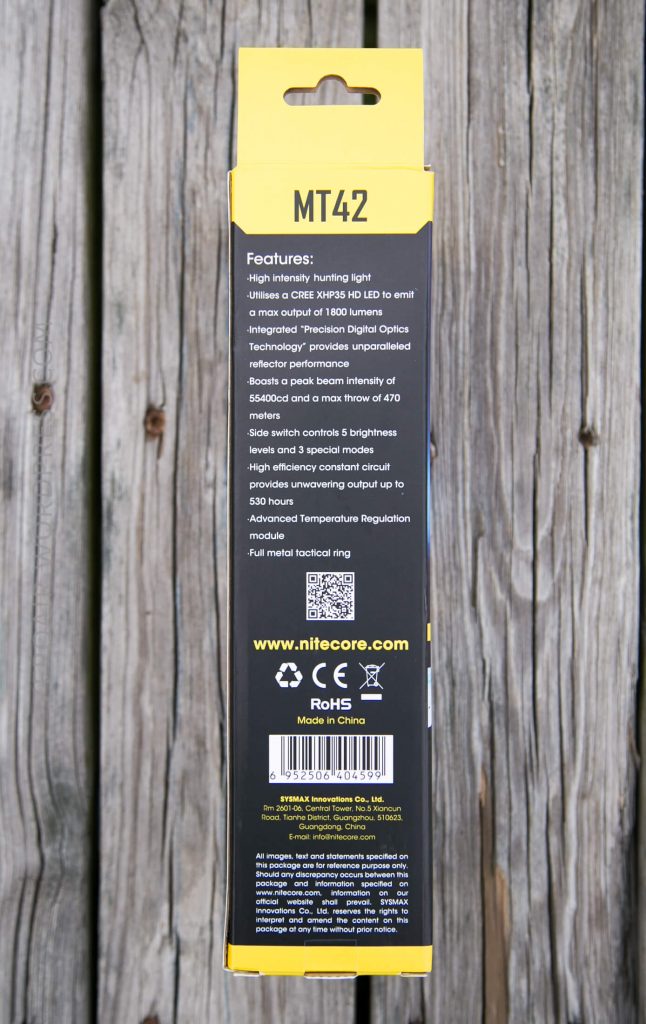 MT42
Features:
·High intensity hunting light
·Utilises a CREE XHP35 HD LED to emit
a max output of 1800 lumens
·Integrated "Precision Digital Optics
Technology" provides unparalleled
reflector performance
·Boasts a peak beam intensity of
55400cd and a max throw of 470
meters
·Side switch controls 5 brightness
levels and 3 special modes
·High efficiency constant circuit
provides unwavering output up to
530 hours
·Advanced Temperature Regulation
module
·Full metal tactical ring
www.nitecore.com
CE
RoHS
Made in China
6 952506 404599
SYSMAX Innovations Co., Ltd.
Rm 2601-06, Central Tower, No.5 Xiancun
Road, Tianhe District, Guangzhou, 510623,
Guangdong, China
E-mail: info@nitecore.com
All images, text and statements specified on
this package are for reference purpose only.
Should any discrepancy occurs between this
package and information specified on
www.nitecore.com, information on our
official website shall prevail. SYSMAX
Innovations Co., Ltd. reserves the rights to
interpret and amend the content on this
package at any time without prior notice.